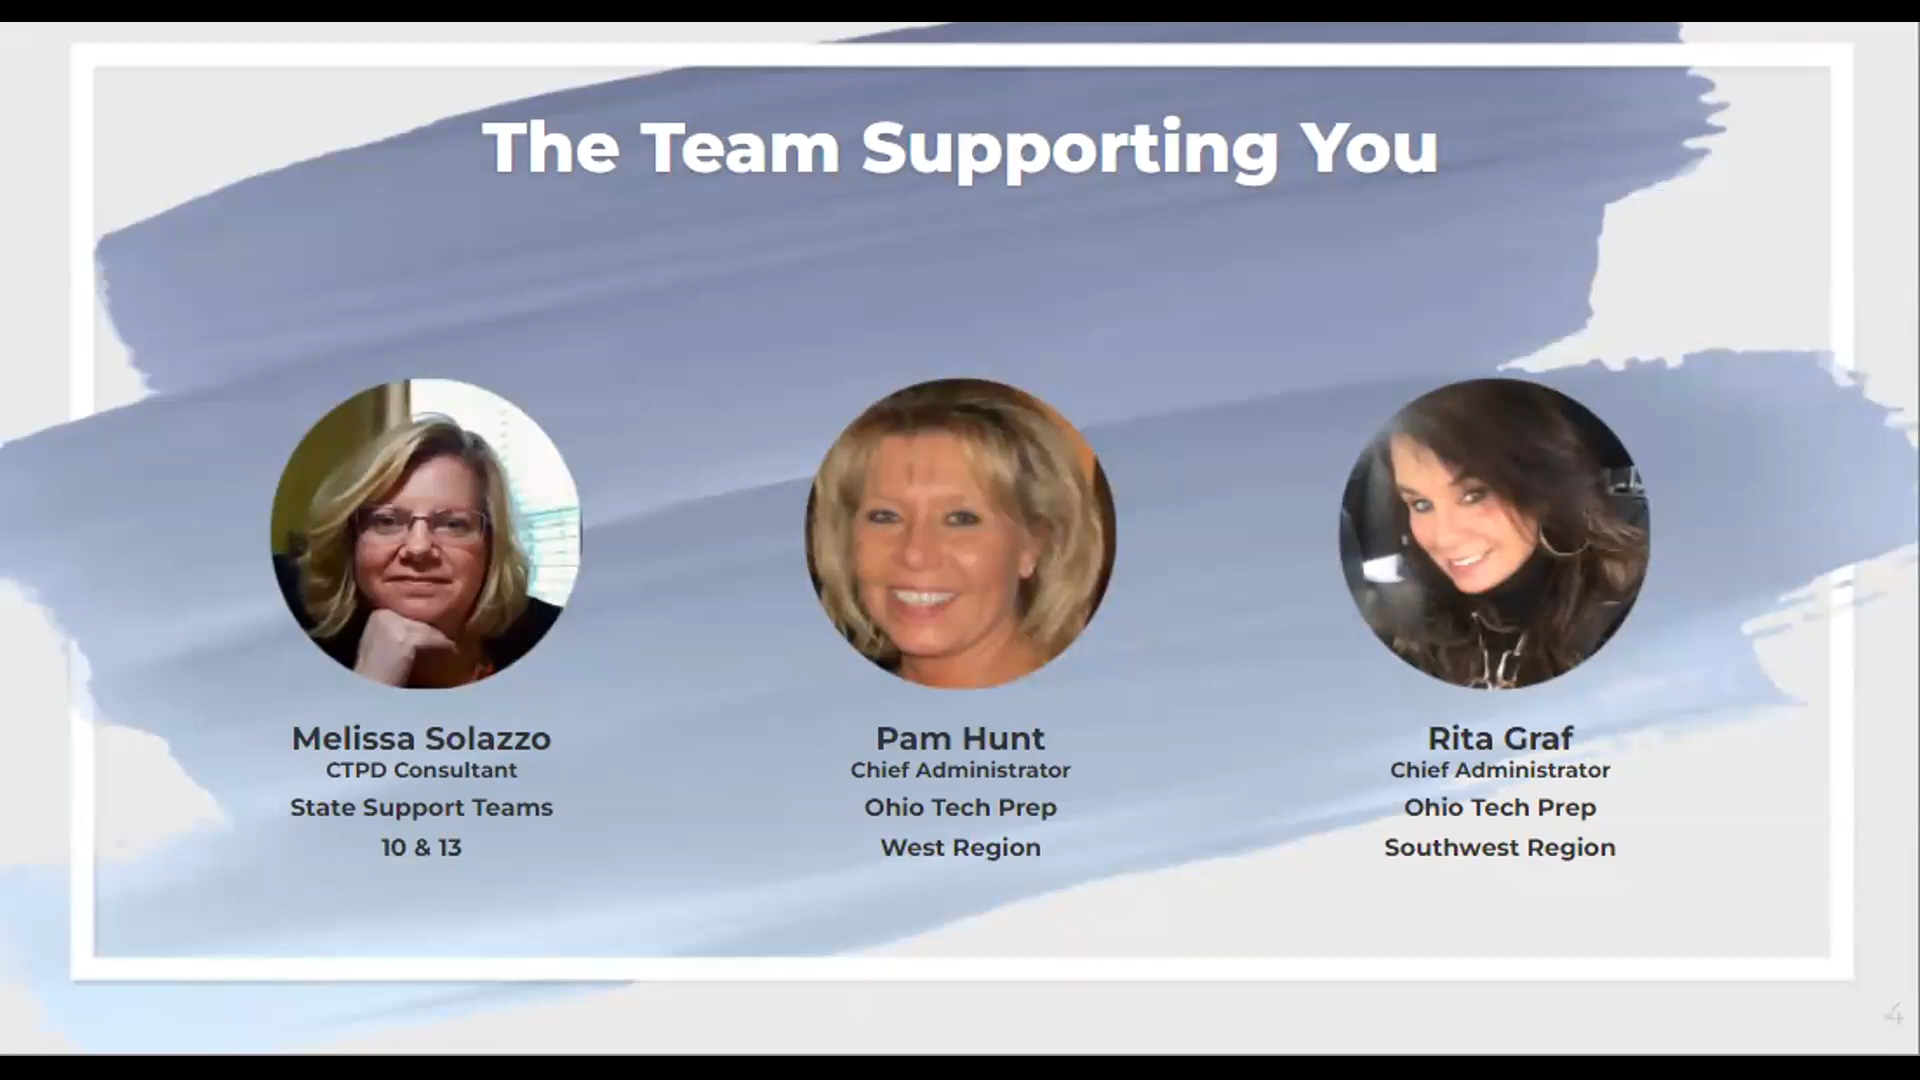 The Team Supporting You
Melissa Solazzo
CTPD Consultant
State Support Teams
10 & 13
Pam Hunt
Chief Administrator
Ohio Tech Prep
West Region
Rita Graf
Chief Administrator
Ohio Tech Prep
Southwest Region
4